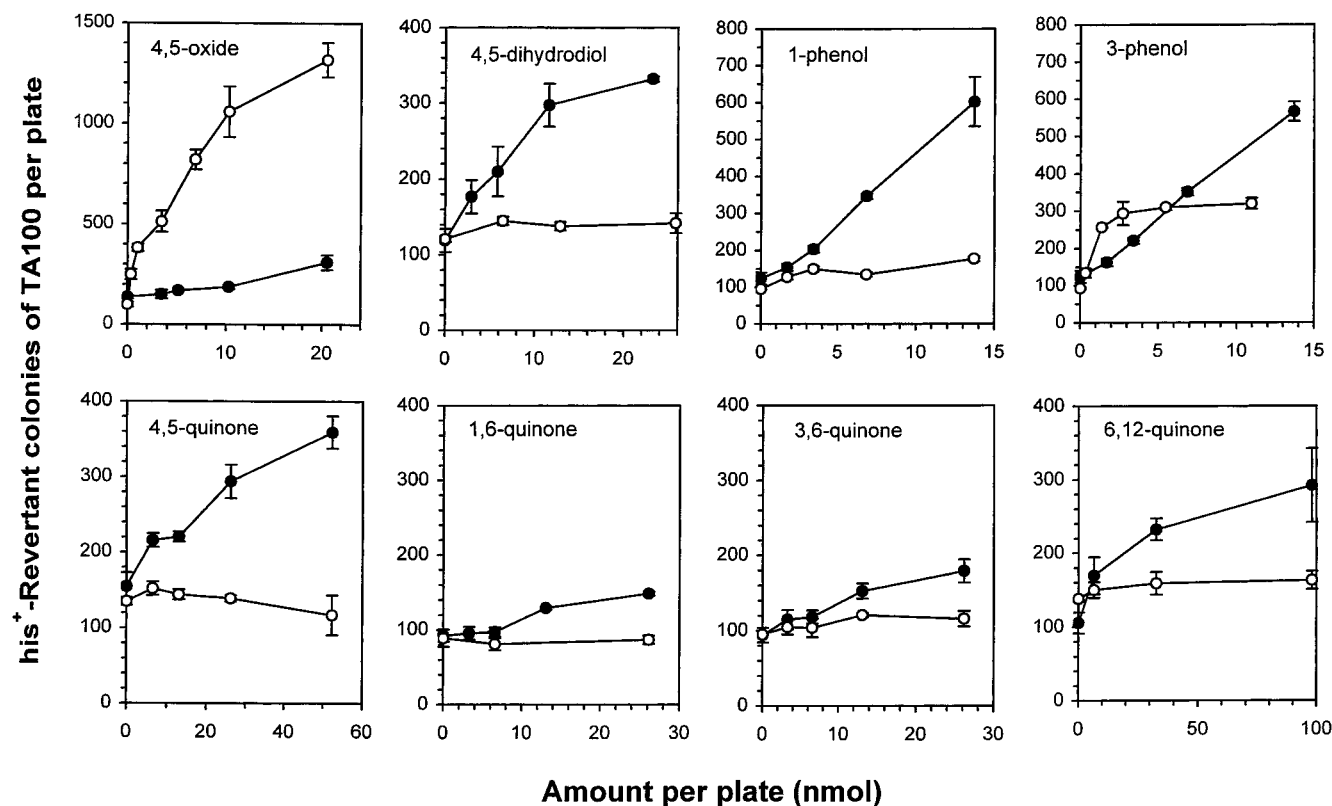 his⁺-Revertant colonies of TA100 per plate
4,5-oxide
1500
1000
500
0
0 10 20
4,5-dihydrodiol
400
300
200
100
0
0 10 20
1-phenol
800
700
600
500
400
300
200
100
0
0 5 10 15
3-phenol
800
700
600
500
400
300
200
100
0
0 5 10 15
4,5-quinone
400
300
200
100
0
0 20 40 60
1,6-quinone
400
300
200
100
0
0 10 20 30
3,6-quinone
400
300
200
100
0
0 10 20 30
6,12-quinone
400
300
200
100
0
0 50 100
Amount per plate (nmol)